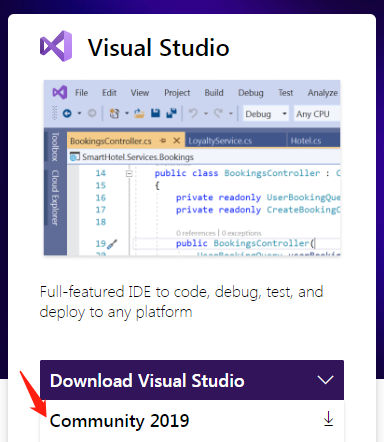 Visual Studio
File Edit View Project Build Debug Test Analyze
Debug Any CPU
BookingsController.cs LoyaltyService.cs Hotel.cs
SmartHotel.Services.Bookings
Toolbox
Cloud Explorer
14 public class BookingsController : C
15 {
16 private readonly UserBookingQuery
17 private readonly CreateBookingC
18
0 references | 0 exceptions
19 public BookingsController(
Full-featured IDE to code, debug, test, and
deploy to any platform
Download Visual Studio
Community 2019